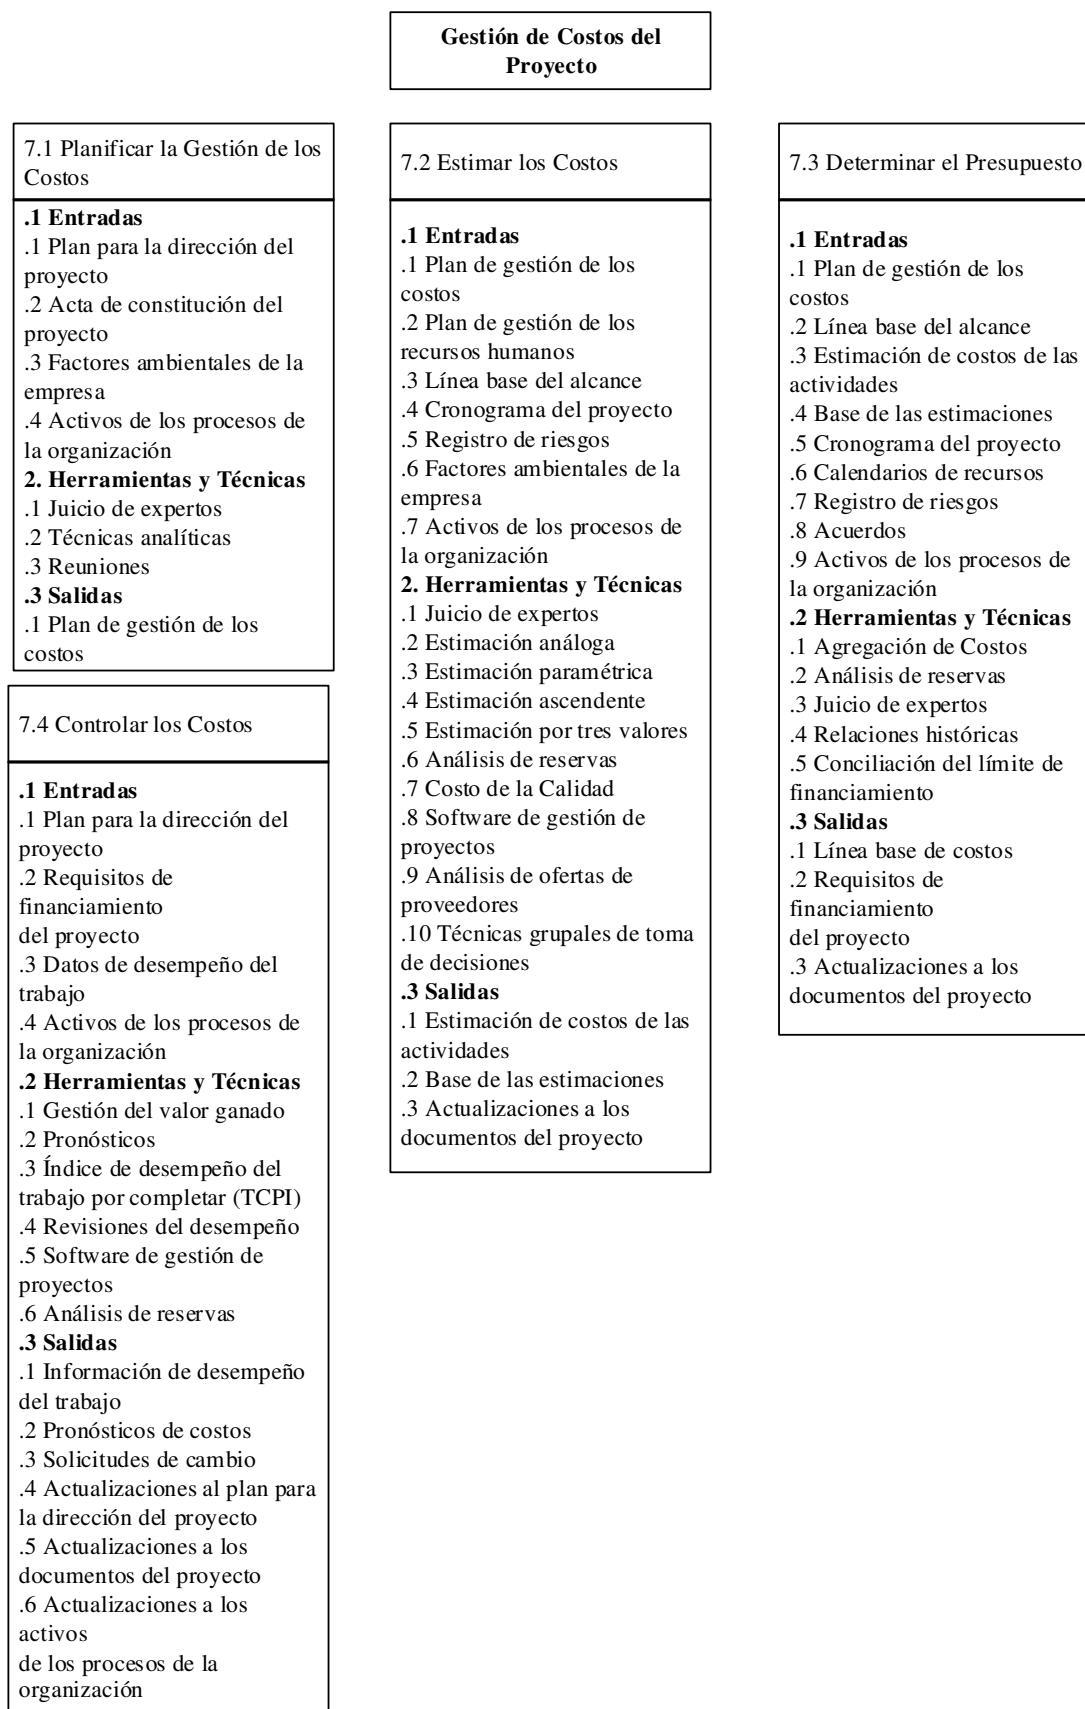 Gestión de Costos del
Proyecto
7.1 Planificar la Gestión de los
Costos
.1 Entradas
.1 Plan para la dirección del
proyecto
.2 Acta de constitución del
proyecto
.3 Factores ambientales de la
empresa
.4 Activos de los procesos de
la organización
2. Herramientas y Técnicas
.1 Juicio de expertos
.2 Técnicas analíticas
.3 Reuniones
.3 Salidas
.1 Plan de gestión de los
costos
7.2 Estimar los Costos
.1 Entradas
.1 Plan de gestión de los
costos
.2 Plan de gestión de los
recursos humanos
.3 Línea base del alcance
.4 Cronograma del proyecto
.5 Registro de riesgos
.6 Factores ambientales de la
empresa
.7 Activos de los procesos de
la organización
2. Herramientas y Técnicas
.1 Juicio de expertos
.2 Estimación análoga
.3 Estimación paramétrica
.4 Estimación ascendente
.5 Estimación por tres valores
.6 Análisis de reservas
.7 Costo de la Calidad
.8 Software de gestión de
proyectos
.9 Análisis de ofertas de
proveedores
.10 Técnicas grupales de toma
de decisiones
.3 Salidas
.1 Estimación de costos de las
actividades
.2 Base de las estimaciones
.3 Actualizaciones a los
documentos del proyecto
7.3 Determinar el Presupuesto
.1 Entradas
.1 Plan de gestión de los
costos
.2 Línea base del alcance
.3 Estimación de costos de las
actividades
.4 Base de las estimaciones
.5 Cronograma del proyecto
.6 Calendarios de recursos
.7 Registro de riesgos
.8 Acuerdos
.9 Activos de los procesos de
la organización
.2 Herramientas y Técnicas
.1 Agregación de Costos
.2 Análisis de reservas
.3 Juicio de expertos
.4 Relaciones históricas
.5 Conciliación del límite de
financiamiento
.3 Salidas
.1 Línea base de costos
.2 Requisitos de
financiamiento
del proyecto
.3 Actualizaciones a los
documentos del proyecto
7.4 Controlar los Costos
.1 Entradas
.1 Plan para la dirección del
proyecto
.2 Requisitos de
financiamiento
del proyecto
.3 Datos de desempeño del
trabajo
.4 Activos de los procesos de
la organización
.2 Herramientas y Técnicas
.1 Gestión del valor ganado
.2 Pronósticos
.3 Índice de desempeño del
trabajo por completar (TCPI)
.4 Revisiones del desempeño
.5 Software de gestión de
proyectos
.6 Análisis de reservas
.3 Salidas
.1 Información de desempeño
del trabajo
.2 Pronósticos de costos
.3 Solicitudes de cambio
.4 Actualizaciones al plan para
la dirección del proyecto
.5 Actualizaciones a los
documentos del proyecto
.6 Actualizaciones a los
activos
de los procesos de la
organización